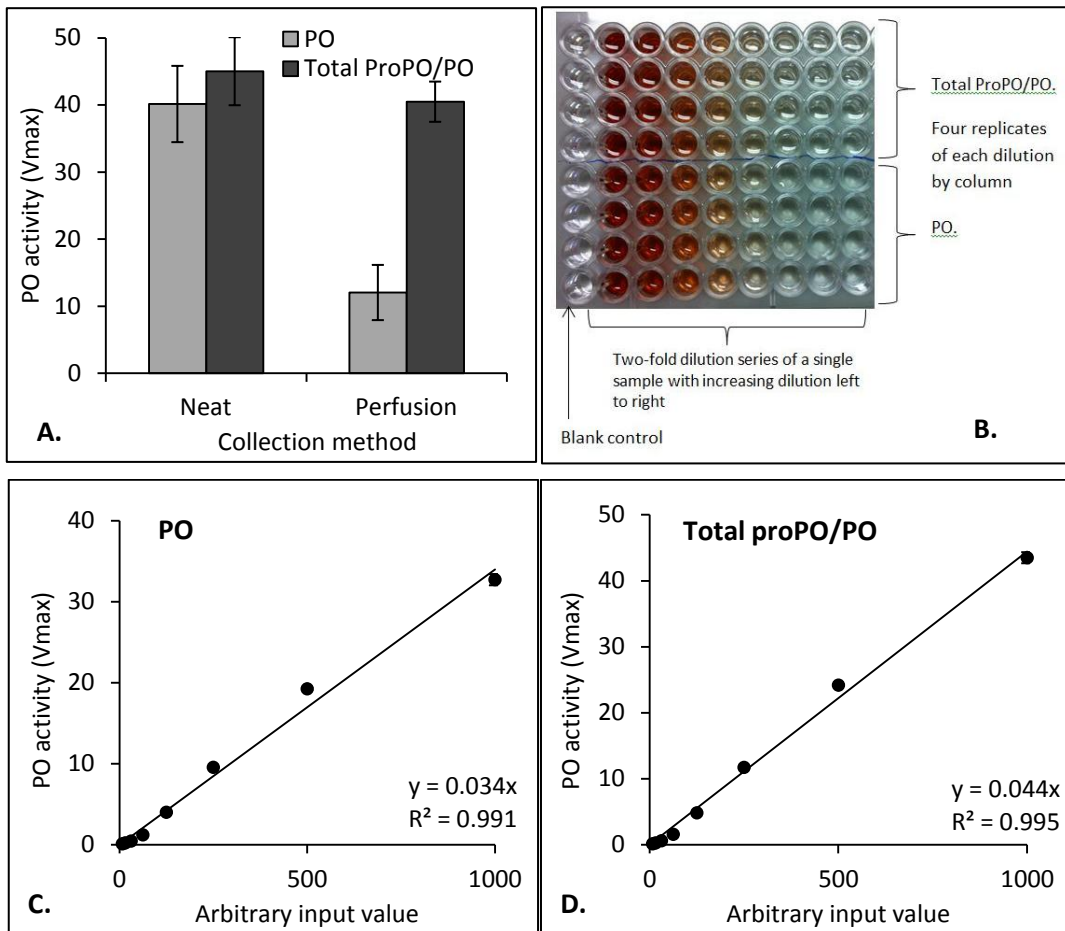 50
40
30
20
10
0
PO activity (Vmax)
PO
Total ProPO/PO
Neat
Perfusion
Collection method
A.
Total ProPO/PO.
Four replicates
of each dilution
by column
PO.
Two-fold dilution series of a single
sample with increasing dilution left
to right
Blank control
B.
PO
40
30
20
10
0
PO activity (Vmax)
y = 0.034x
R² = 0.991
0
500
1000
Arbitrary input value
C.
Total proPO/PO
50
40
30
20
10
0
PO activity (Vmax)
y = 0.044x
R² = 0.995
0
500
1000
Arbitrary input value
D.